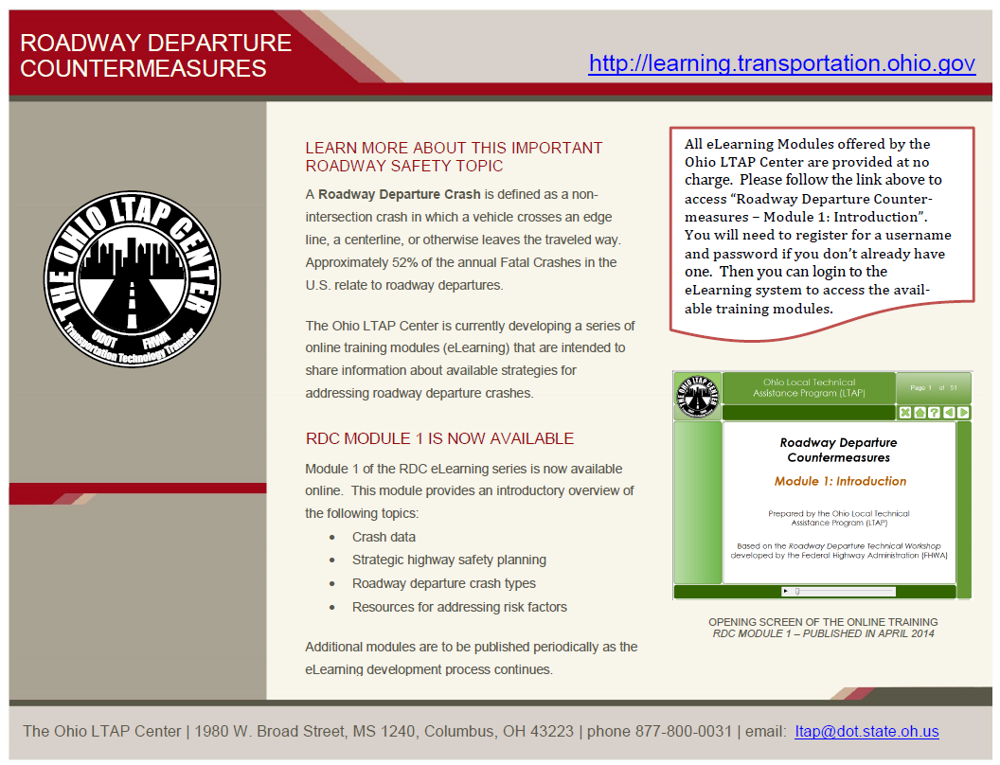 ROADWAY DEPARTURE
COUNTERMEASURES
http://learning.transportation.ohio.gov
THE OHIO LTAP CENTER
ODOT FHWA
Transportation Technology Transfer
LEARN MORE ABOUT THIS IMPORTANT
ROADWAY SAFETY TOPIC
A Roadway Departure Crash is defined as a non-
intersection crash in which a vehicle crosses an edge
line, a centerline, or otherwise leaves the traveled way.
Approximately 52% of the annual Fatal Crashes in the
U.S. relate to roadway departures.
The Ohio LTAP Center is currently developing a series of
online training modules (eLearning) that are intended to
share information about available strategies for
addressing roadway departure crashes.
RDC MODULE 1 IS NOW AVAILABLE
Module 1 of the RDC eLearning series is now available
online.  This module provides an introductory overview of
the following topics:
• Crash data
• Strategic highway safety planning
• Roadway departure crash types
• Resources for addressing risk factors
Additional modules are to be published periodically as the
eLearning development process continues.
All eLearning Modules offered by the
Ohio LTAP Center are provided at no
charge.  Please follow the link above to
access “Roadway Departure Counter-
measures – Module 1: Introduction”.
You will need to register for a username
and password if you don’t already have
one.  Then you can login to the
eLearning system to access the avail-
able training modules.
THE OHIO LTAP CENTER
Ohio Local Technical
Assistance Program (LTAP)
Page 1 of 51
Roadway Departure
Countermeasures
Module 1: Introduction
Prepared by the Ohio Local Technical
Assistance Program (LTAP)
Based on the Roadway Departure Technical Workshop
developed by the Federal Highway Administration (FHWA)
OPENING SCREEN OF THE ONLINE TRAINING
RDC MODULE 1 – PUBLISHED IN APRIL 2014
The Ohio LTAP Center | 1980 W. Broad Street, MS 1240, Columbus, OH 43223 | phone 877-800-0031 | email:  ltap@dot.state.oh.us